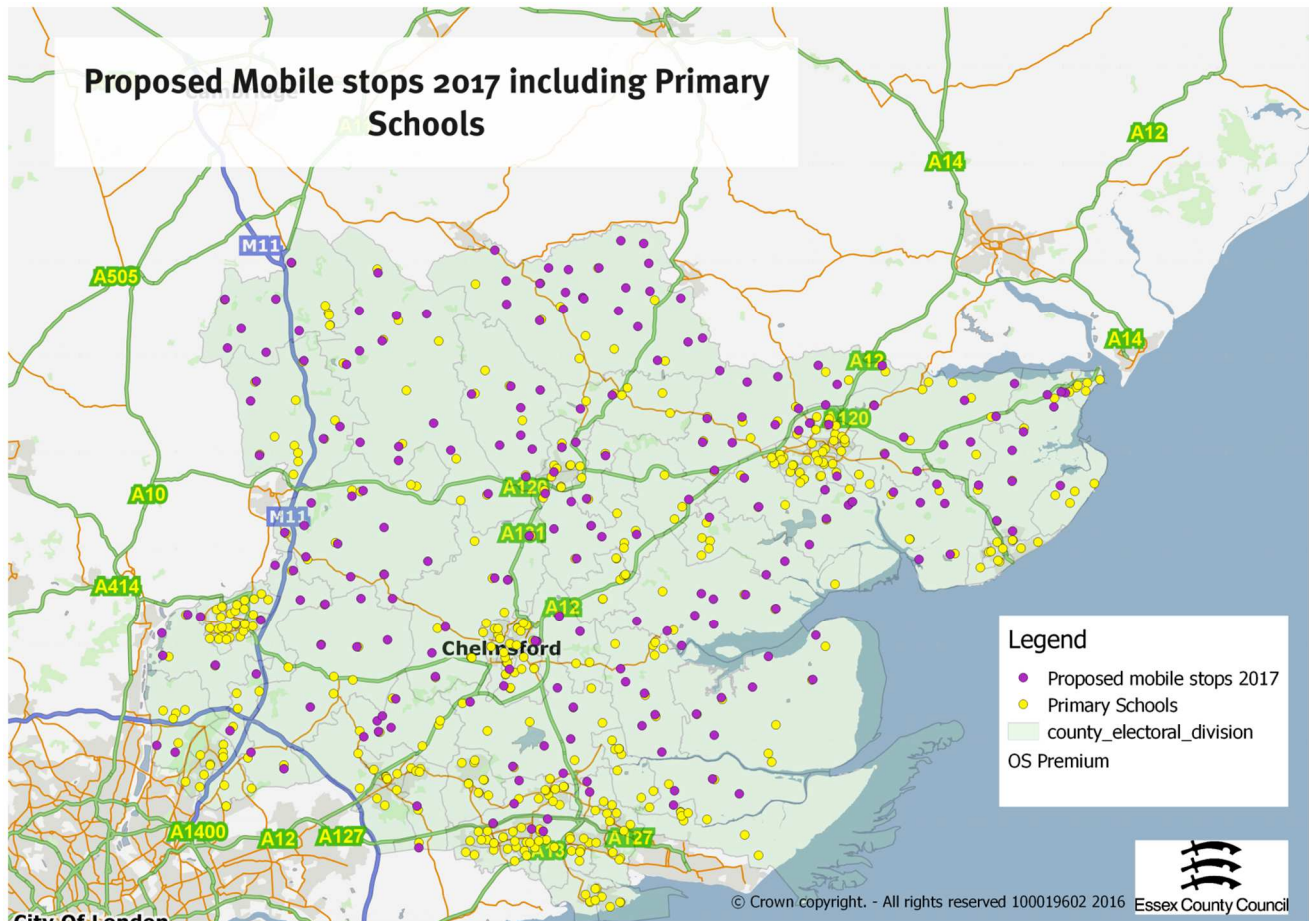 Proposed Mobile stops 2017 including Primary
Schools
Cambridge
A14
A12
M11
A505
A14
A12
A120
A10
A120
M11
A131
A414
A12
Chelmsford
Legend
Proposed mobile stops 2017
Primary Schools
county_electoral_division
OS Premium
A1400
A12
A127
A13
A127
© Crown copyright. - All rights reserved 100019602 2016
Essex County Council
City Of London